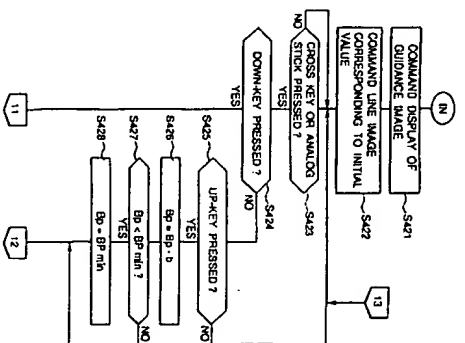 IN
COMMAND DISPLAY OF
GUIDANCE IMAGE
S421
COMMAND LINE IMAGE
CORRESPONDING TO INITIAL
VALUE
S422
13
NO
CROSS KEY OR ANALOG
STICK PRESSED ?
S423
YES
DOWN-KEY PRESSED ?
S424
NO
YES
S425
UP-KEY PRESSED ?
NO
YES
S426
Bp = Bp - b
S427
Bp < BP min ?
NO
YES
S428
Bp = BP min
11
12